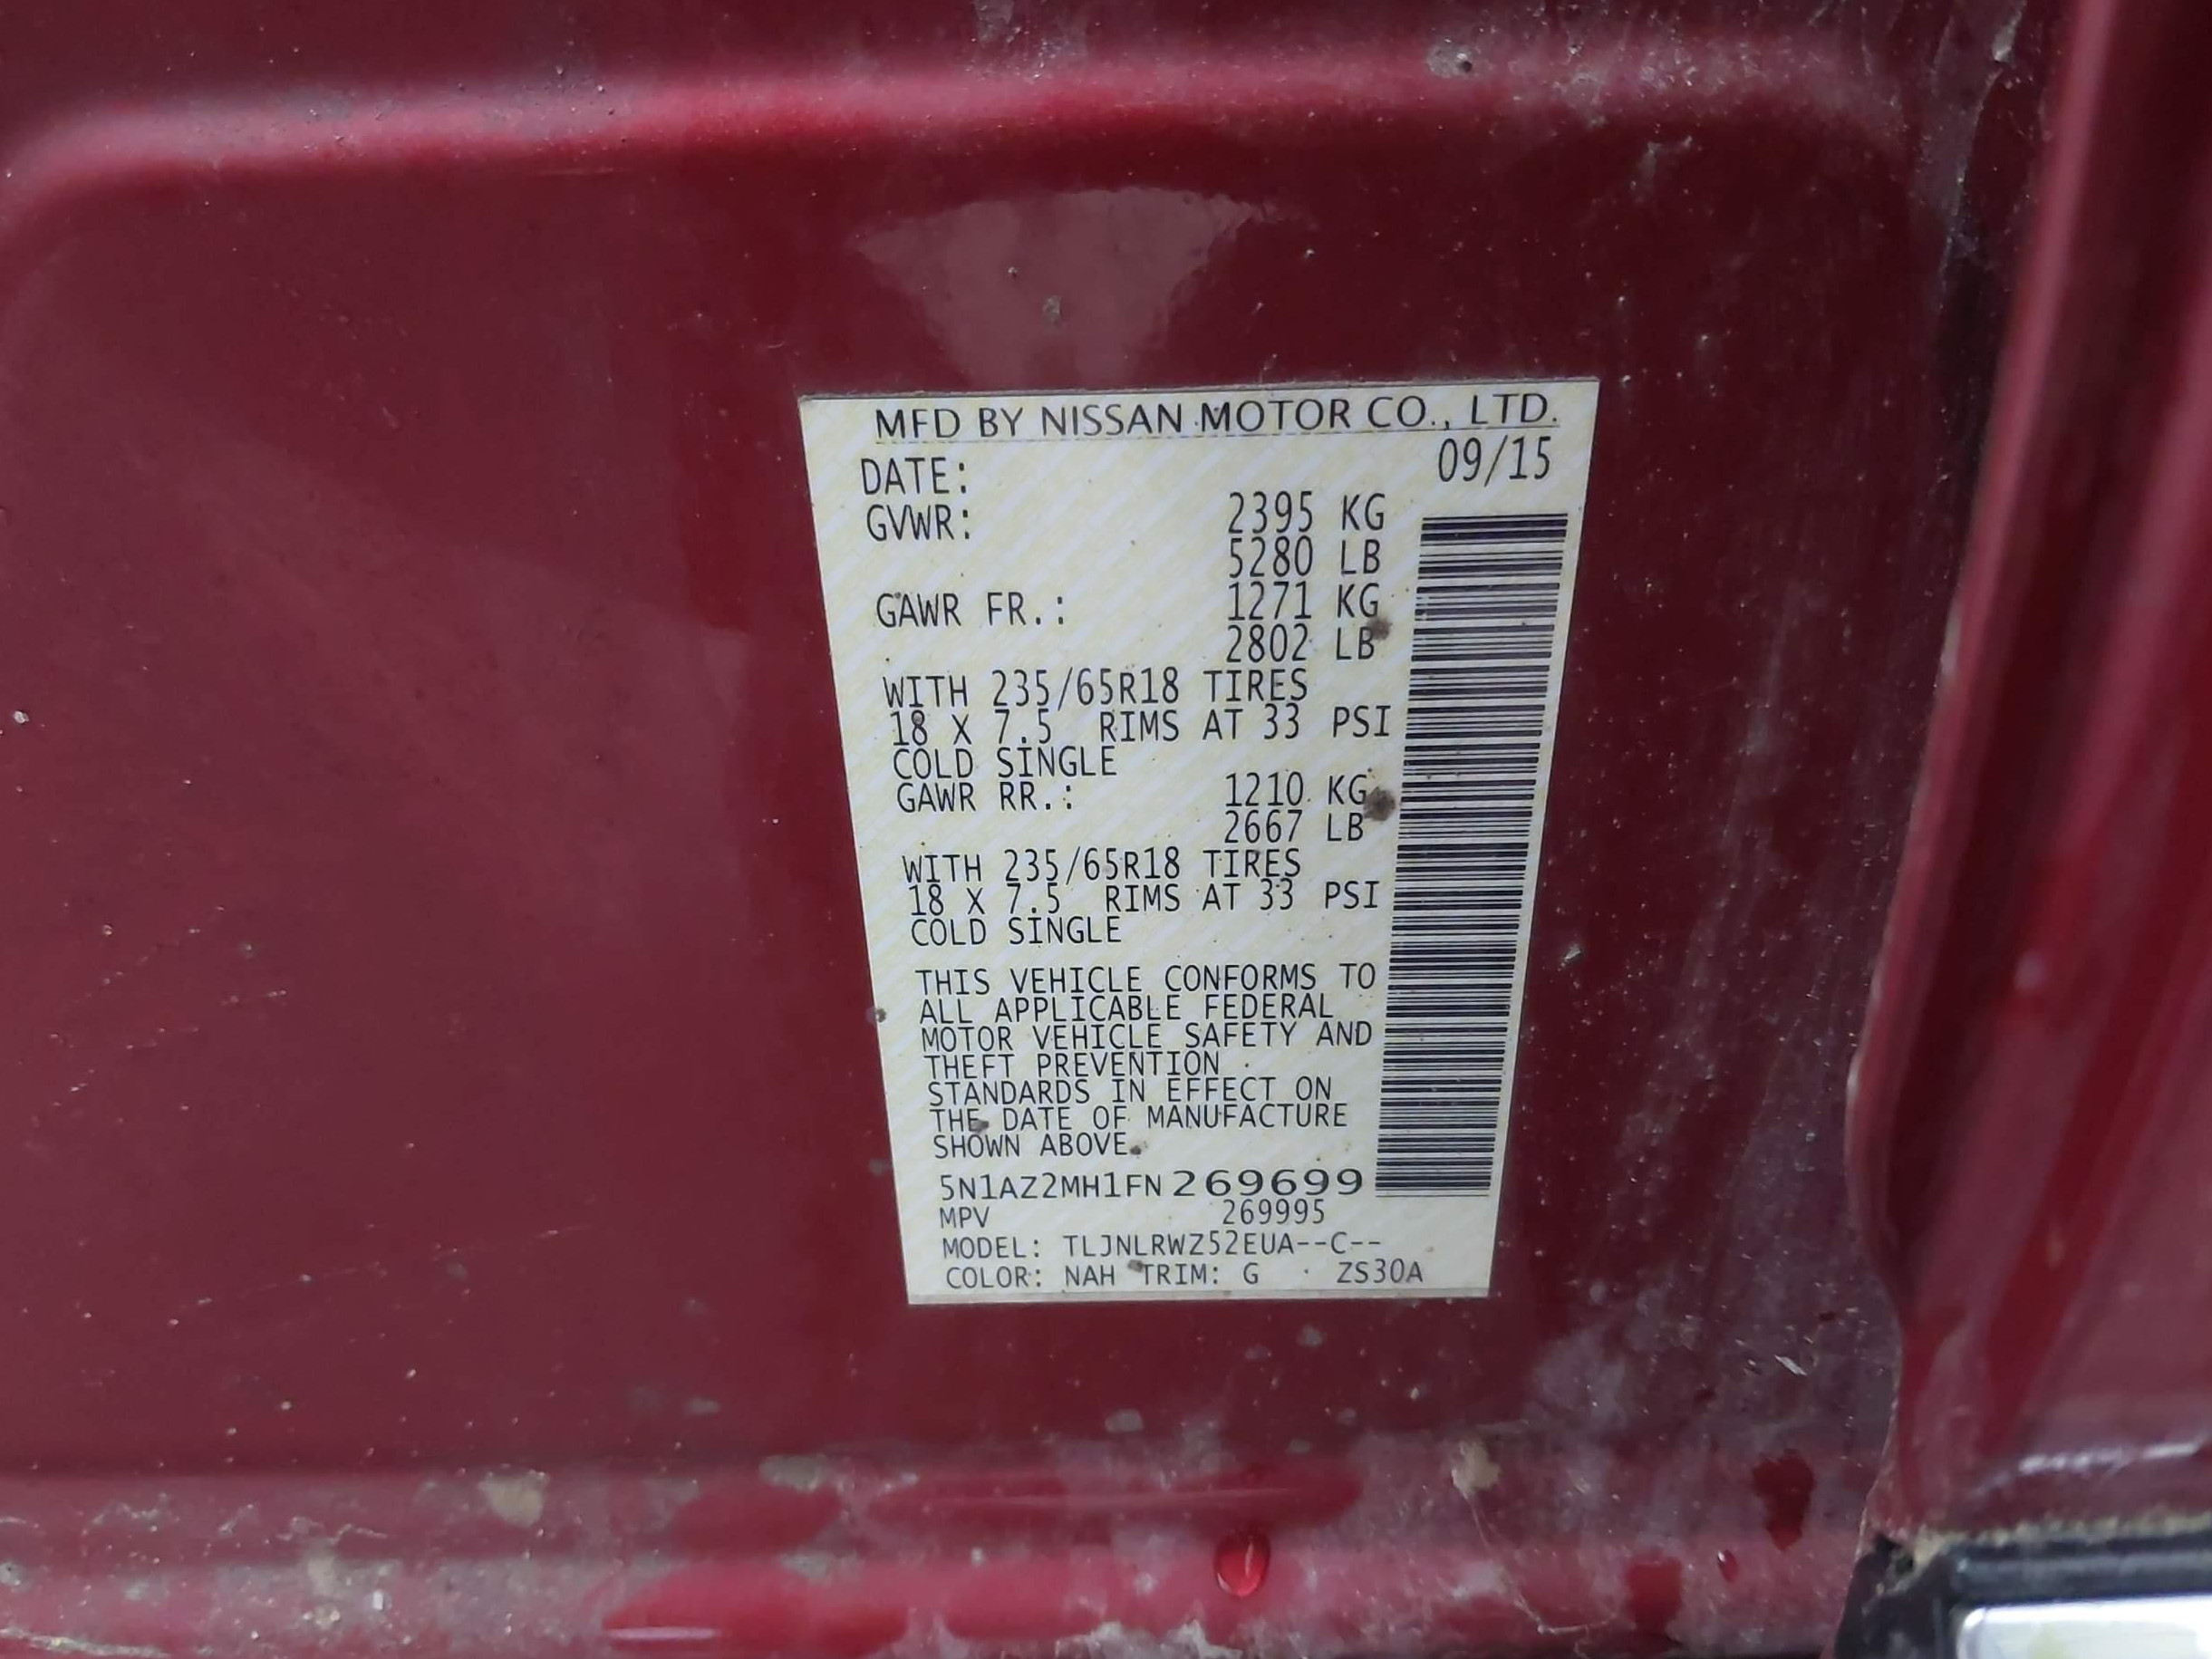 MFD BY NISSAN MOTOR CO., LTD.
DATE: 09/15
GVWR: 2395 KG
5280 LB
GAWR FR.: 1271 KG
2802 LB
WITH 235/65R18 TIRES
18 X 7.5 RIMS AT 33 PSI
COLD SINGLE
GAWR RR.: 1210 KG
2667 LB
WITH 235/65R18 TIRES
18 X 7.5 RIMS AT 33 PSI
COLD SINGLE
THIS VEHICLE CONFORMS TO
ALL APPLICABLE FEDERAL
MOTOR VEHICLE SAFETY AND
THEFT PREVENTION
STANDARDS IN EFFECT ON
THE DATE OF MANUFACTURE
SHOWN ABOVE.
5N1AZ2MH1FN269699
MPV 269995
MODEL: TLJNLRWZ52EUA--C--
COLOR: NAH TRIM: G ZS30A